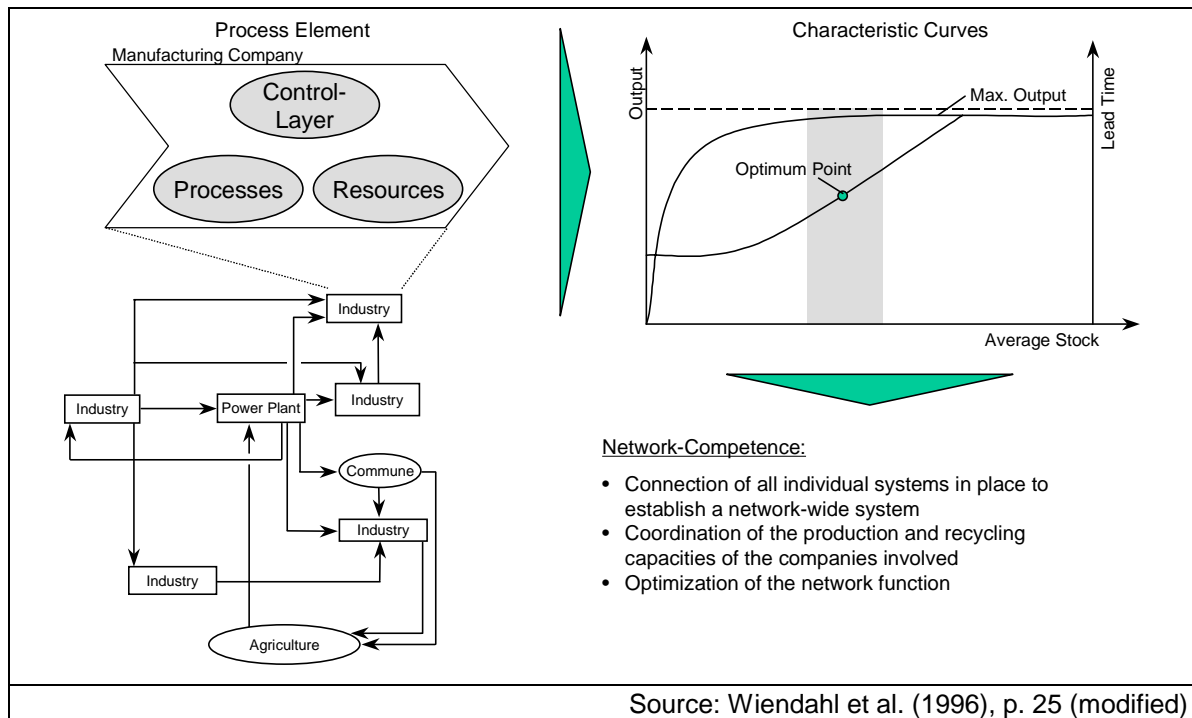 Process Element
Manufacturing Company
Control-
Layer
Processes
Resources
Industry
Industry
Industry
Power Plant
Commune
Industry
Industry
Agriculture
Characteristic Curves
Output
Max. Output
Lead Time
Optimum Point
Average Stock
Network-Competence:
• Connection of all individual systems in place to
establish a network-wide system
• Coordination of the production and recycling
capacities of the companies involved
• Optimization of the network function
Source: Wiendahl et al. (1996), p. 25 (modified)